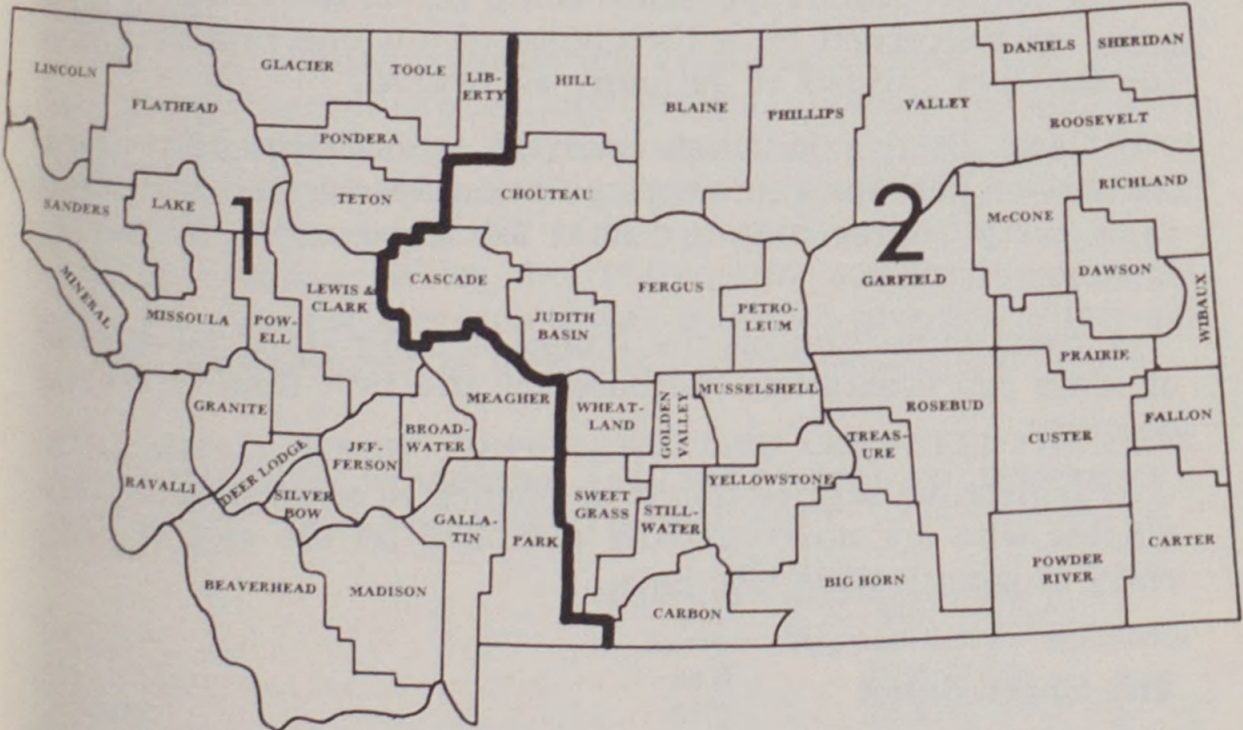 LINCOLN
FLATHEAD
GLACIER
TOOLE
LIB-
ERTY
HILL
BLAINE
PHILLIPS
VALLEY
DANIELS
SHERIDAN
ROOSEVELT
PONDERA
CHOUTEAU
TETON
SANDERS
LAKE
1
2
RICHLAND
McCONE
DAWSON
GARFIELD
WIBAUX
MINERAL
MISSOULA
POW-
ELL
LEWIS &
CLARK
CASCADE
JUDITH
BASIN
FERGUS
PETRO-
LEUM
PRAIRIE
GRANITE
MEAGHER
WHEAT-
LAND
GOLDEN
VALLEY
MUSSELSHELL
ROSEBUD
TREAS-
URE
CUSTER
FALLON
RAVALLI
DEER LODGE
SILVER
BOW
JEF-
FERSON
BROAD-
WATER
GALLA-
TIN
PARK
SWEET
GRASS
STILL-
WATER
YELLOWSTONE
BEAVERHEAD
MADISON
CARBON
BIG HORN
POWDER
RIVER
CARTER